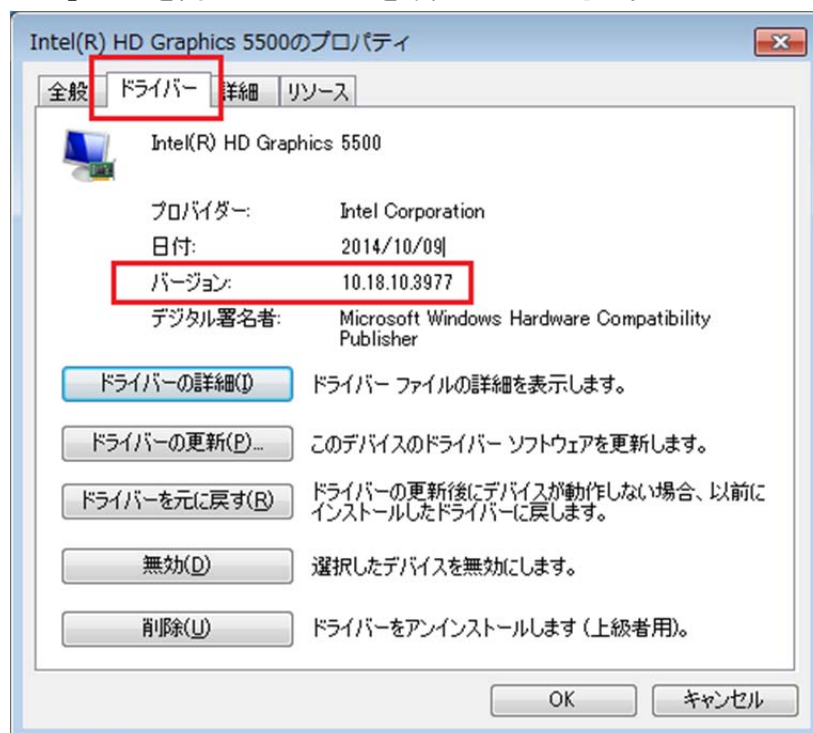 Intel(R) HD Graphics 5500のプロパティ
全般 ドライバー 詳細 リソース
Intel(R) HD Graphics 5500
プロバイダー: Intel Corporation
日付: 2014/10/09
バージョン: 10.18.10.3977
デジタル署名者: Microsoft Windows Hardware Compatibility
Publisher
ドライバーの詳細(I) ドライバー ファイルの詳細を表示します。
ドライバーの更新(P)... このデバイスのドライバー ソフトウェアを更新します。
ドライバーを元に戻す(R) ドライバーの更新後にデバイスが動作しない場合、以前に
インストールしたドライバーに戻します。
無効(D) 選択したデバイスを無効にします。
削除(U) ドライバーをアンインストールします (上級者用)。
OK キャンセル